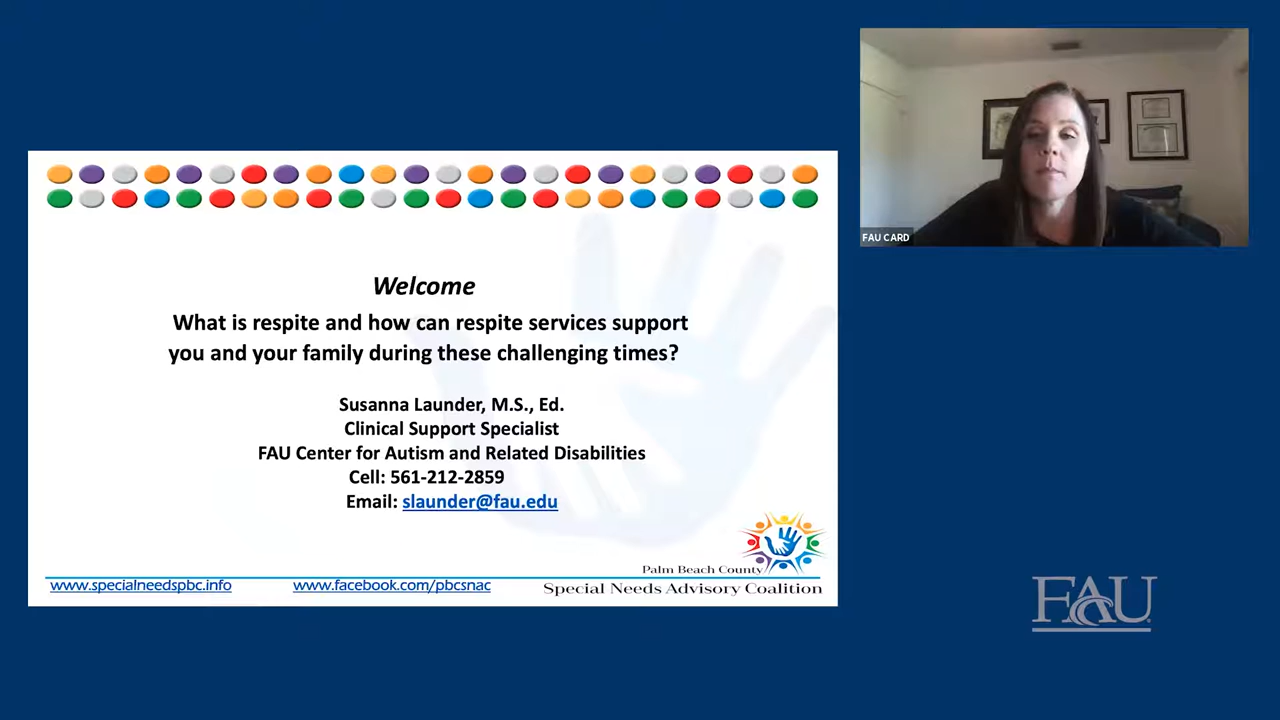 Welcome
What is respite and how can respite services support
you and your family during these challenging times?
Susanna Launder, M.S., Ed.
Clinical Support Specialist
FAU Center for Autism and Related Disabilities
Cell: 561-212-2859
Email: slaunder@fau.edu
Palm Beach County
www.specialneedspbc.info
www.facebook.com/pbcsnac
Special Needs Advisory Coalition
FAU CARD
FAU